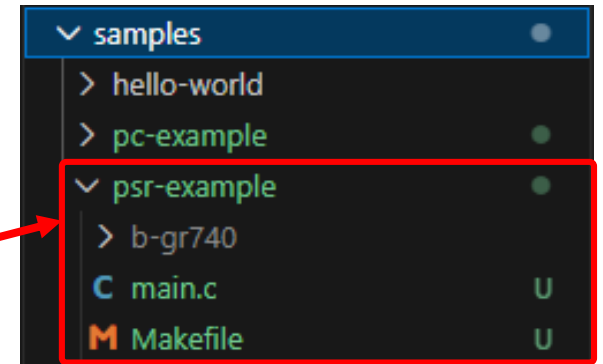 samples
hello-world
pc-example
psr-example
b-gr740
C main.c U
M Makefile U